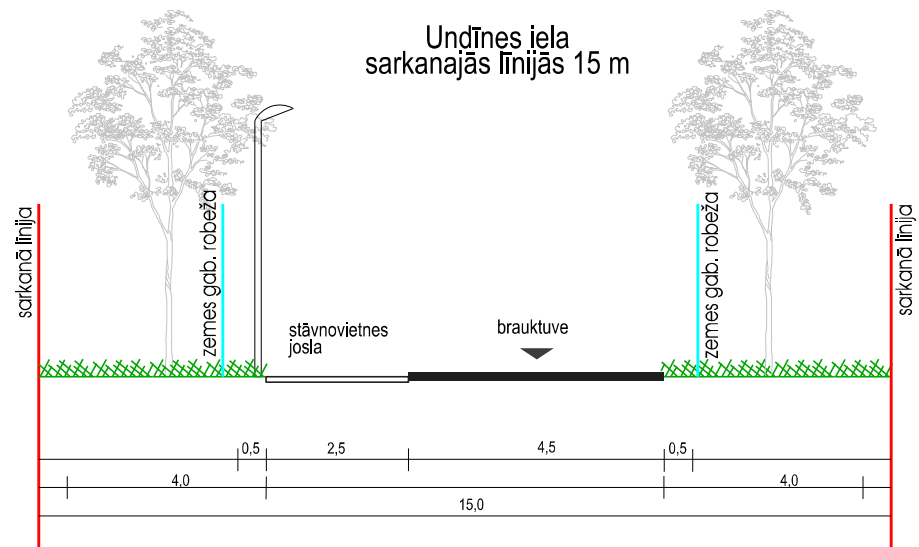 Undīnes iela
sarkanajās līnijās 15 m
sarkanā līnija
zemes gab. robeža
stāvnovietnes
josla
brauktuve
zemes gab. robeža
sarkanā līnija
0,5
2,5
4,5
0,5
4,0
4,0
15,0